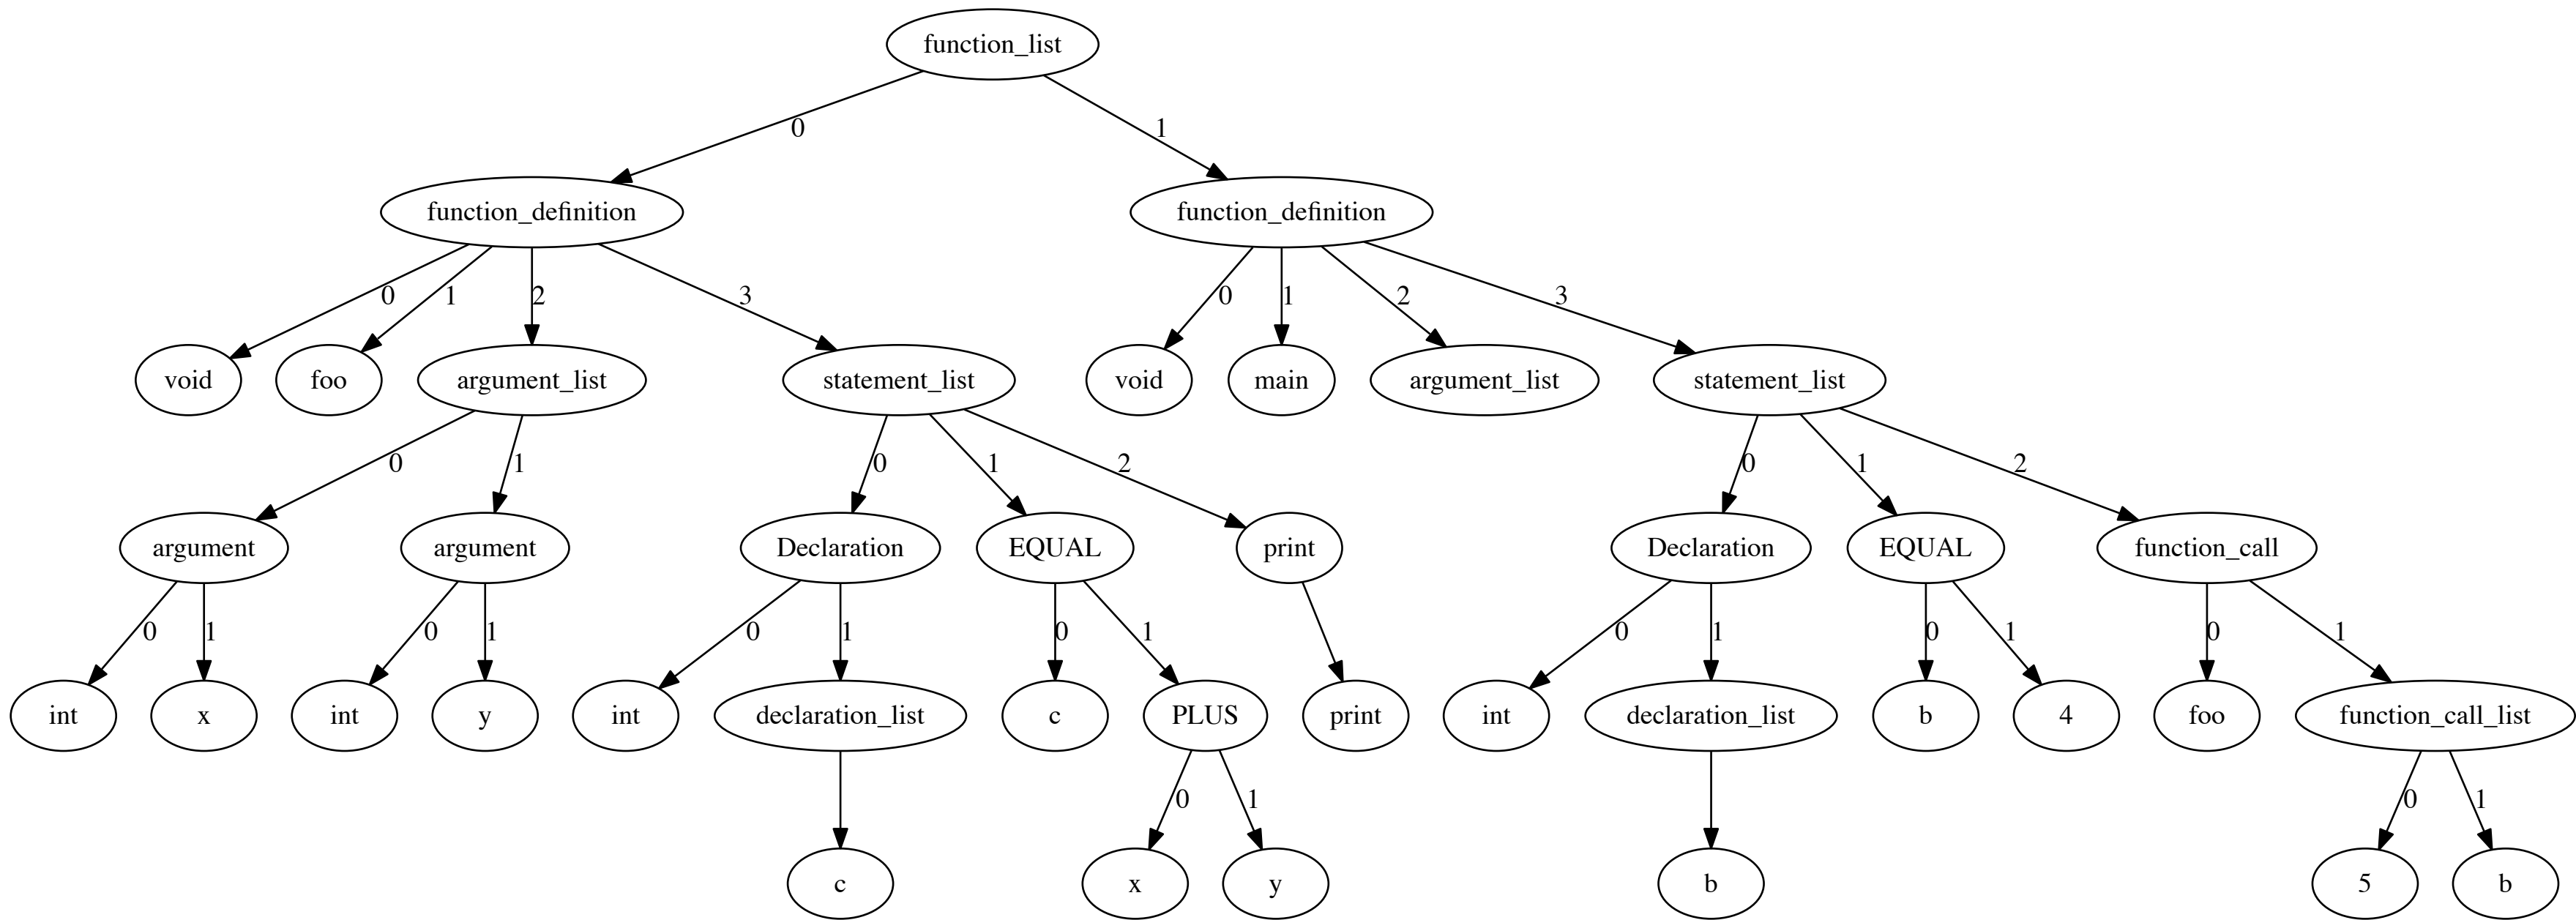 function_list
0 1
function_definition function_definition
0 1 2 3 0 1 2 3
void foo argument_list statement_list void main argument_list statement_list
0 1 0 1 2 0 1 2
argument argument Declaration EQUAL print Declaration EQUAL function_call
0 1 0 1 0 1 0 1 0 1 0 1 0 1
int x int y int declaration_list c PLUS print int declaration_list b 4 foo function_call_list
0 1 0 1
c x y b 5 b